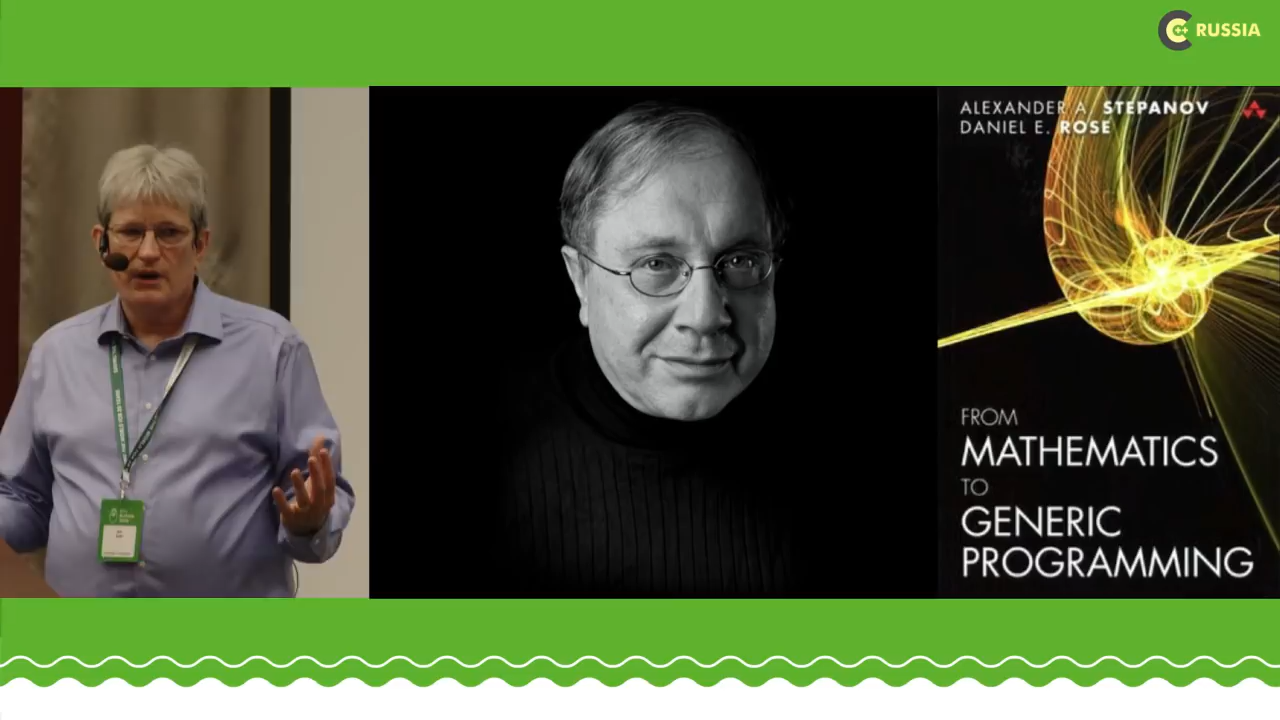 C++ RUSSIA
ALEXANDER A. STEPANOV
DANIEL E. ROSE
FROM
MATHEMATICS
TO
GENERIC
PROGRAMMING